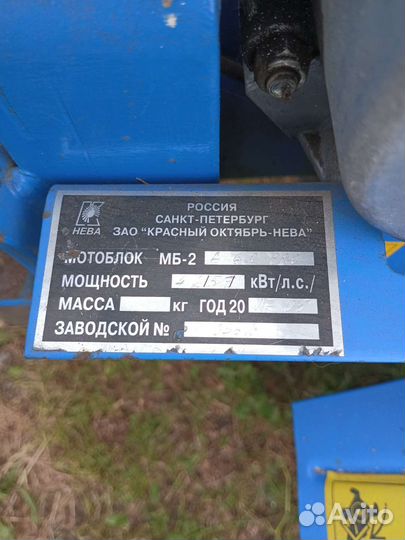 РОССИЯ
САНКТ-ПЕТЕРБУРГ
ЗАО "КРАСНЫЙ ОКТЯБРЬ-НЕВА"
НЕВА
МОТОБЛОК МБ-2
МОЩНОСТЬ кВт/л.с./
МАССА кг ГОД 20
ЗАВОДСКОЙ №
Avito